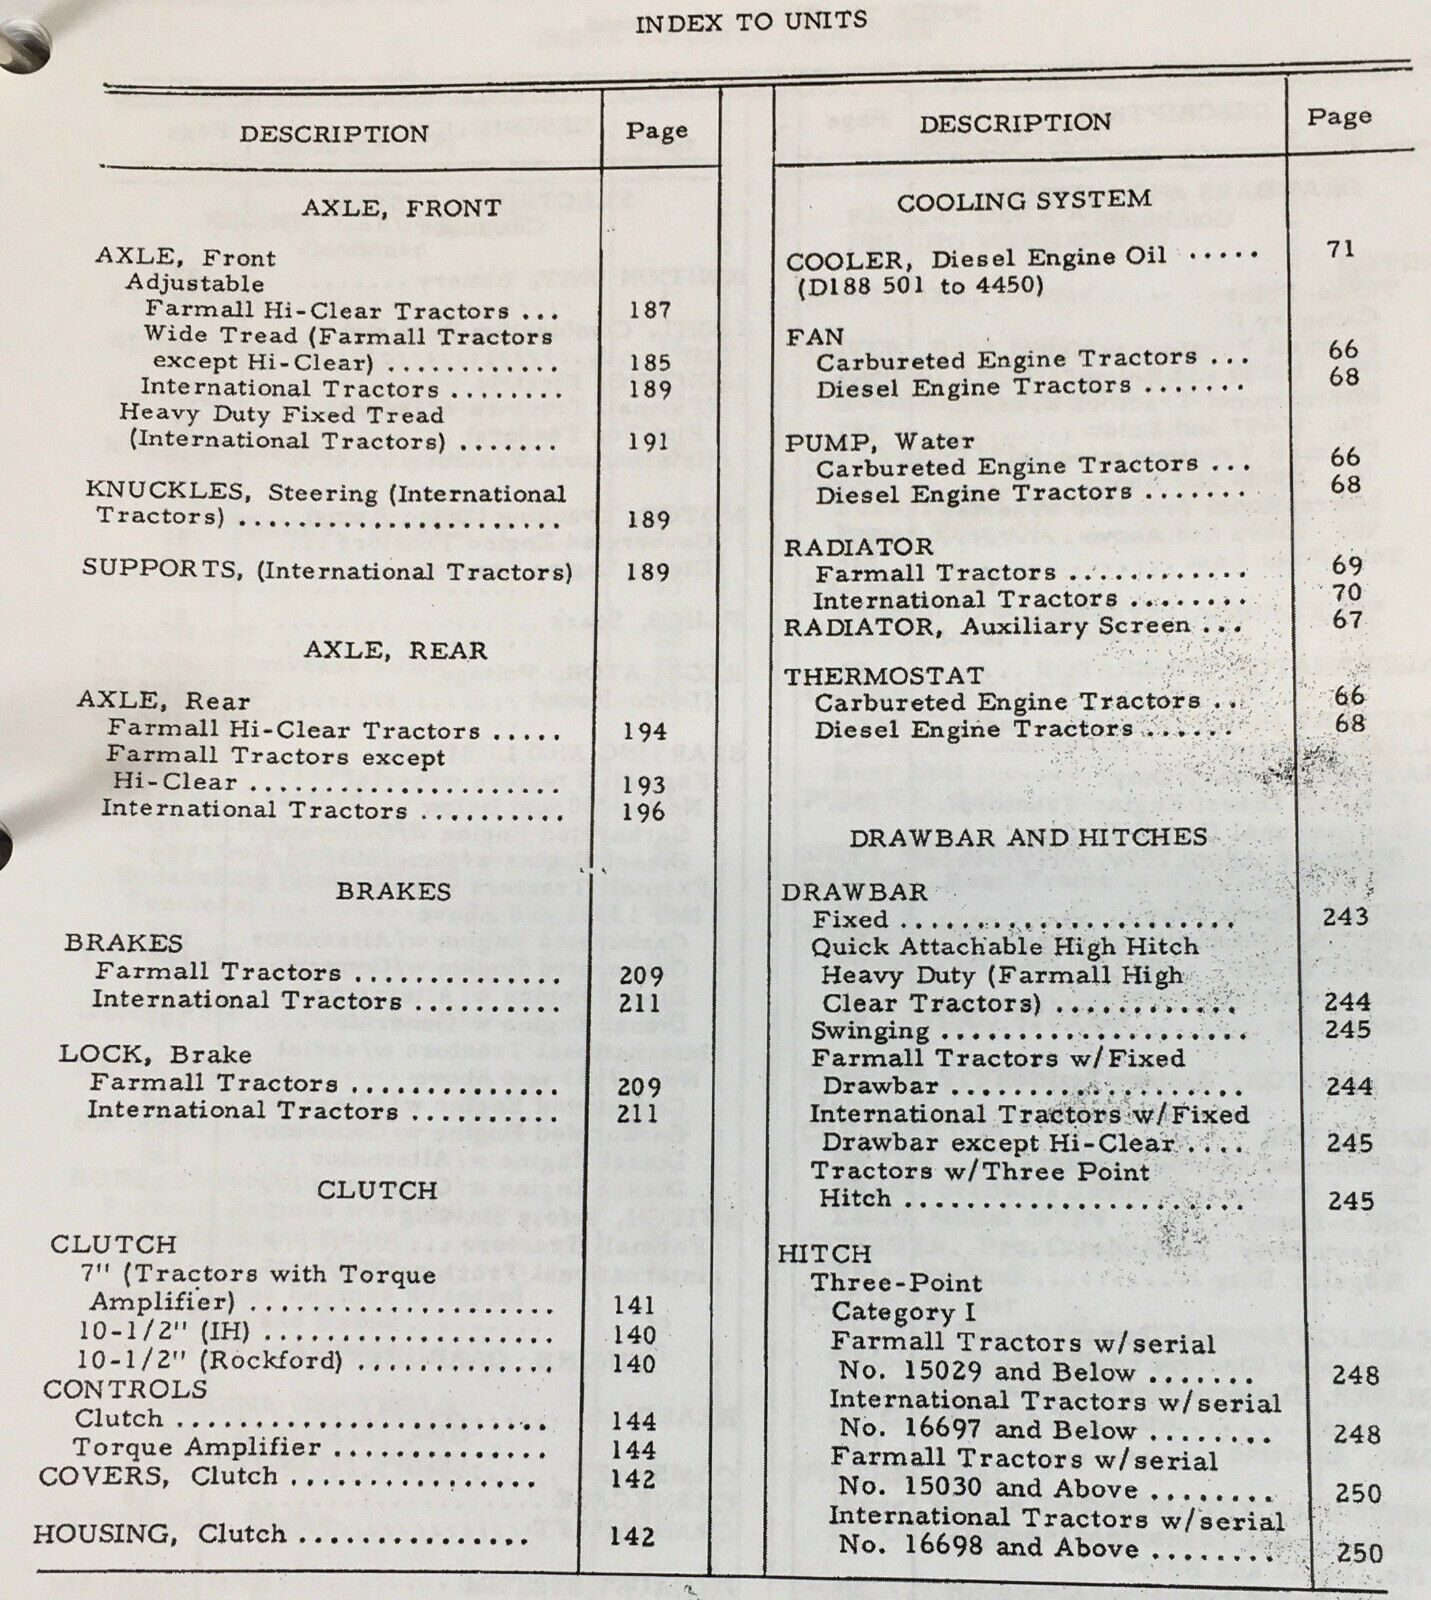 INDEX TO UNITS
DESCRIPTION Page
AXLE, FRONT
AXLE, Front
Adjustable
Farmall Hi-Clear Tractors ... 187
Wide Tread (Farmall Tractors
except Hi-Clear) ............ 185
International Tractors ........ 189
Heavy Duty Fixed Tread
(International Tractors) ....... 191
KNUCKLES, Steering (International
Tractors) ...................... 189
SUPPORTS, (International Tractors) 189
AXLE, REAR
AXLE, Rear
Farmall Hi-Clear Tractors ..... 194
Farmall Tractors except
Hi-Clear ...................... 193
International Tractors .......... 196
BRAKES
BRAKES
Farmall Tractors .............. 209
International Tractors .......... 211
LOCK, Brake
Farmall Tractors .............. 209
International Tractors .......... 211
CLUTCH
CLUTCH
7" (Tractors with Torque
Amplifier) ..................... 141
10-1/2" (IH) .................... 140
10-1/2" (Rockford) ............. 140
CONTROLS
Clutch ......................... 144
Torque Amplifier .............. 144
COVERS, Clutch ................. 142
HOUSING, Clutch ............... 142
DESCRIPTION Page
COOLING SYSTEM
COOLER, Diesel Engine Oil ..... 71
(D188 501 to 4450)
FAN
Carbureted Engine Tractors ... 66
Diesel Engine Tractors ....... 68
PUMP, Water
Carbureted Engine Tractors ... 66
Diesel Engine Tractors ....... 68
RADIATOR
Farmall Tractors ............ 69
International Tractors ........ 70
RADIATOR, Auxiliary Screen ... 67
THERMOSTAT
Carbureted Engine Tractors .. 66
Diesel Engine Tractors ...... 68
DRAWBAR AND HITCHES
DRAWBAR
Fixed ....................... 243
Quick Attachable High Hitch
Heavy Duty (Farmall High
Clear Tractors) ............ 244
Swinging ..................... 245
Farmall Tractors w/Fixed
Drawbar .................... 244
International Tractors w/Fixed
Drawbar except Hi-Clear .... 245
Tractors w/Three Point
Hitch ....................... 245
HITCH
Three-Point
Category I
Farmall Tractors w/serial
No. 15029 and Below ....... 248
International Tractors w/serial
No. 16697 and Below ........ 248
Farmall Tractors w/serial
No. 15030 and Above ........ 250
International Tractors w/serial
No. 16698 and Above ........ 250